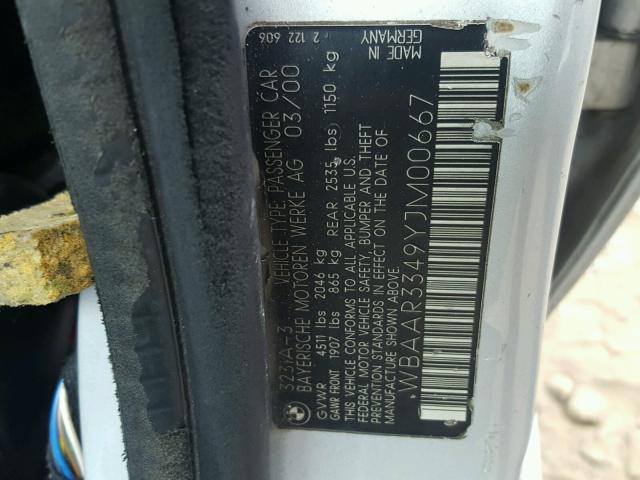 323I/A-3 VEHICLE TYPE: PASSENGER CAR
BAYERISCHE MOTOREN WERKE AG 03/00
GVWR 4511 lbs 2046 kg
GAWR FRONT 1907 lbs 865 kg REAR 2535 lbs 1150 kg
THIS VEHICLE CONFORMS TO ALL APPLICABLE U.S.
FEDERAL MOTOR VEHICLE SAFETY, BUMPER AND THEFT
PREVENTION STANDARDS IN EFFECT ON THE DATE OF
MANUFACTURE SHOWN ABOVE.
*WBAAR3349YJM00667
2 122 606
MADE IN
GERMANY
BMW